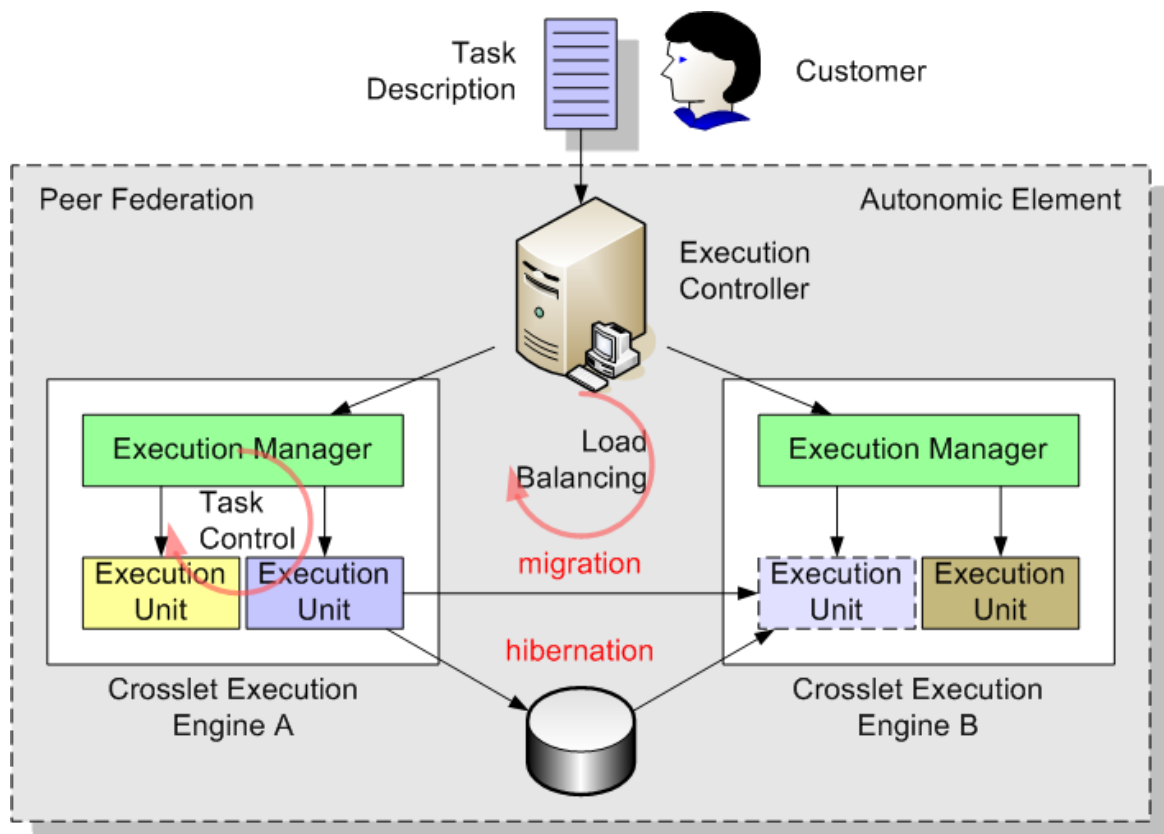 Task
Description
Customer
Peer Federation
Autonomic Element
Execution
Controller
Execution Manager
Load
Balancing
Execution Manager
Task
Control
migration
Execution
Unit
Execution
Unit
Execution
Unit
Execution
Unit
hibernation
Crosslet Execution
Engine A
Crosslet Execution
Engine B